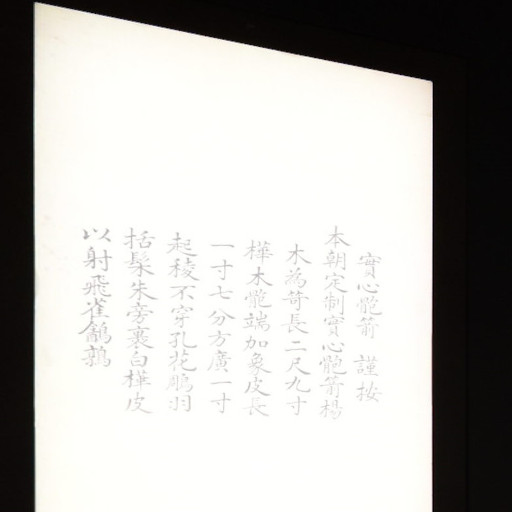 實心骲箭 謹按
本朝定制實心骲箭楊
木為笴長二尺九寸
樺木骲端加象皮長
一寸七分方廣一寸
起稜不穿孔花鵰羽
括髹朱旁裹白樺皮
以射飛雀鶺鶉